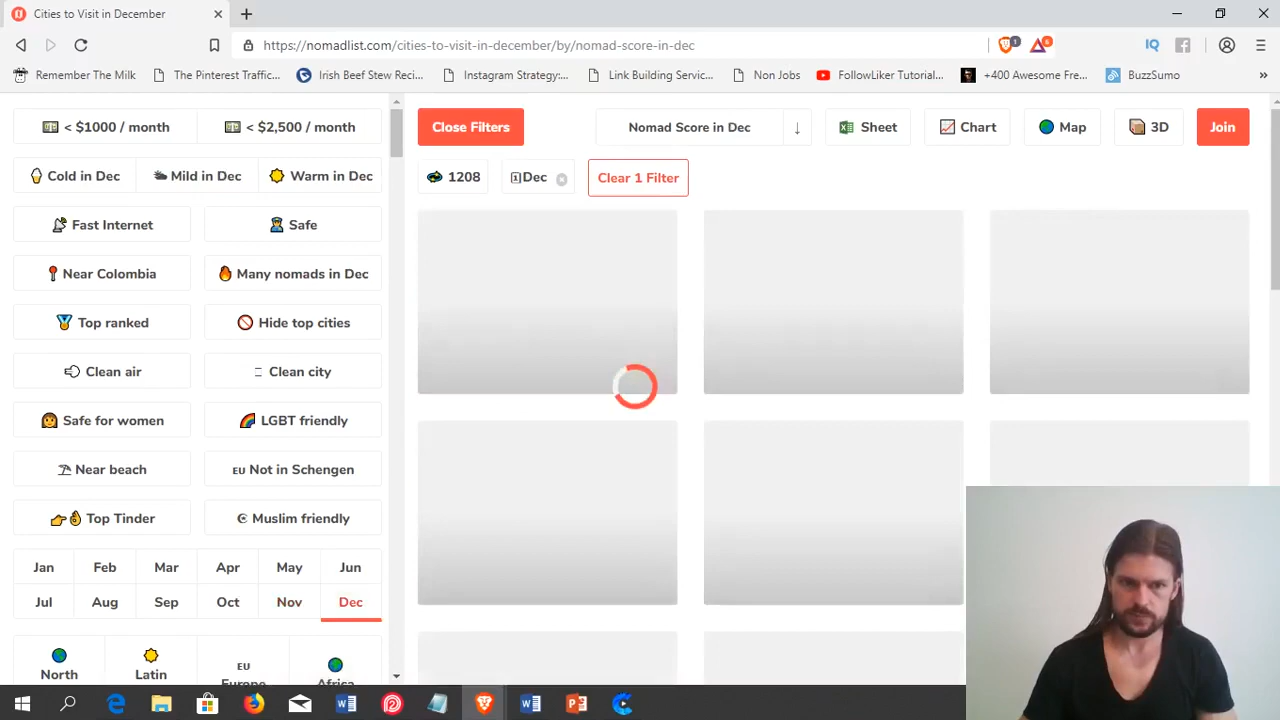 Cities to Visit in December
https://nomadlist.com/cities-to-visit-in-december/by/nomad-score-in-dec
1
6
IQ
Remember The Milk
The Pinterest Traffic...
Irish Beef Stew Reci...
Instagram Strategy:...
Link Building Servic...
Non Jobs
FollowLiker Tutorial...
+400 Awesome Fre...
BuzzSumo
< $1000 / month
< $2,500 / month
Cold in Dec
Mild in Dec
Warm in Dec
Fast Internet
Safe
Near Colombia
Many nomads in Dec
Top ranked
Hide top cities
Clean air
Clean city
Safe for women
LGBT friendly
Near beach
EU Not in Schengen
Top Tinder
Muslim friendly
Jan
Feb
Mar
Apr
May
Jun
Jul
Aug
Sep
Oct
Nov
Dec
North
Latin
EU
Europe
Africa
Close Filters
Nomad Score in Dec
Sheet
Chart
Map
3D
Join
1208
Dec
Clear 1 Filter